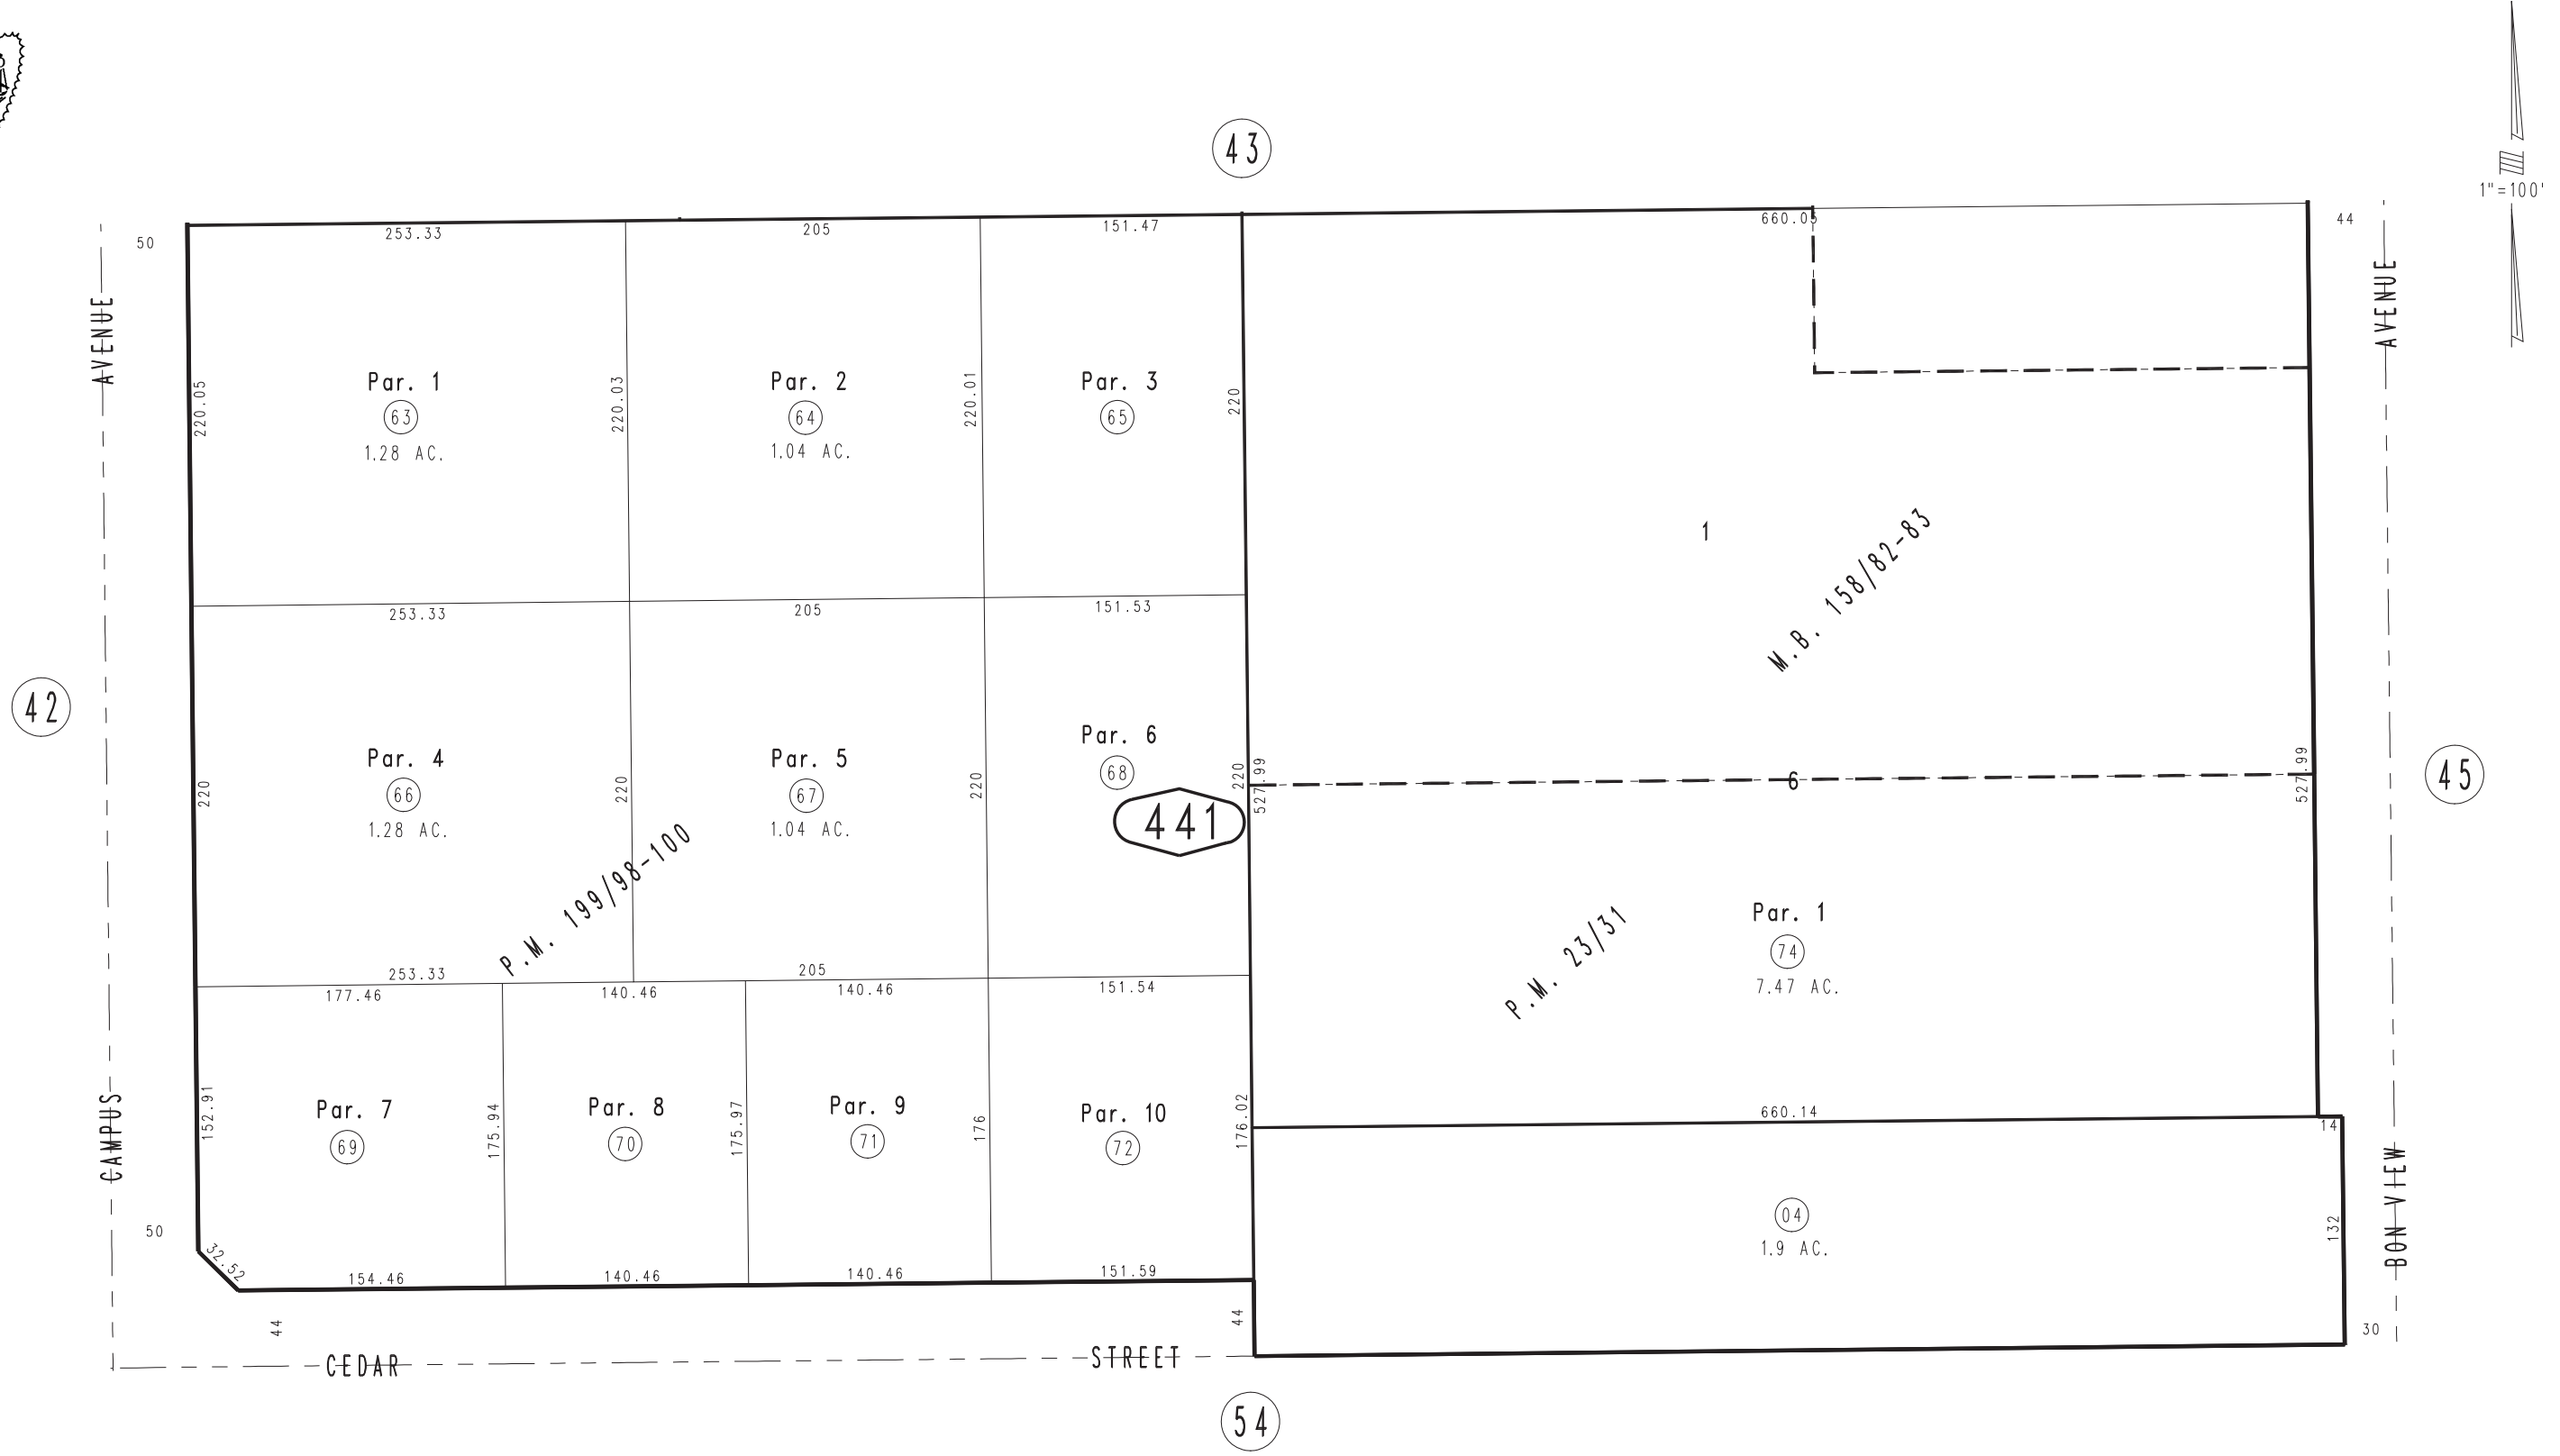 43
1"=100'
50
253.33
205
151.47
660.05
44
AVENUE
AVENUE
220.05
Par. 1
63
1.28 AC.
220.03
Par. 2
64
1.04 AC.
220.01
Par. 3
65
220
1
M.B. 158/82-83
253.33
205
151.53
42
220
Par. 4
66
1.28 AC.
220
Par. 5
67
1.04 AC.
220
Par. 6
68
220
527.99
441
6
527.99
45
P.M. 199/98-100
P.M. 23/31
Par. 1
74
7.47 AC.
253.33
205
177.46
140.46
140.46
151.54
CAMPUS
152.91
Par. 7
69
175.94
Par. 8
70
175.97
Par. 9
71
176
Par. 10
72
176.02
660.14
14
BON VIEW
04
1.9 AC.
132
50
32.52
154.46
140.46
140.46
151.59
44
44
30
CEDAR
STREET
54